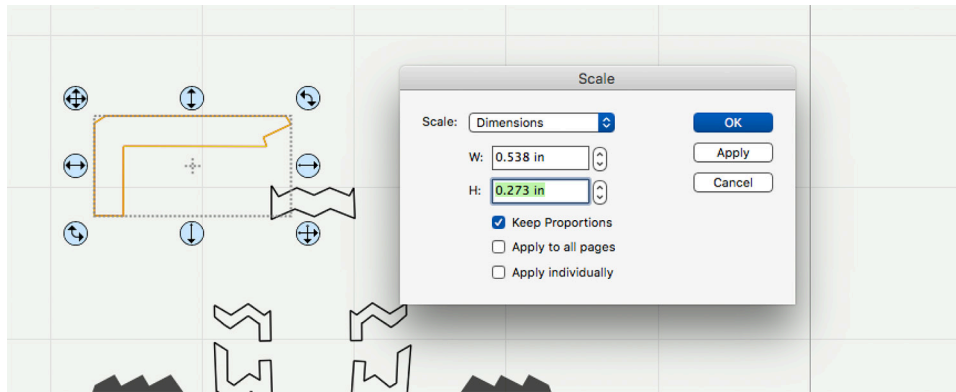 Scale
Scale: Dimensions OK
W: 0.538 in Apply
H: 0.273 in Cancel
Keep Proportions
Apply to all pages
Apply individually